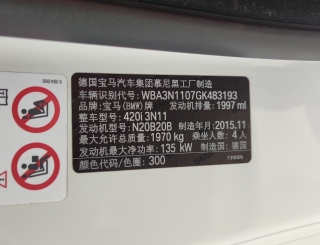 德国宝马汽车集团慕尼黑工厂制造
车辆识别代号: WBA3N1107GK483193
品牌: 宝马(BMW)牌 发动机排量: 1997 ml
整车型号: 420i 3N11
发动机型号: N20B20B 制造年月: 2015.11
最大允许总质量: 1970 kg 乘坐人数: 4 人
发动机最大净功率: 135 kW 制造国: 德国
颜色代码/色圈: 300